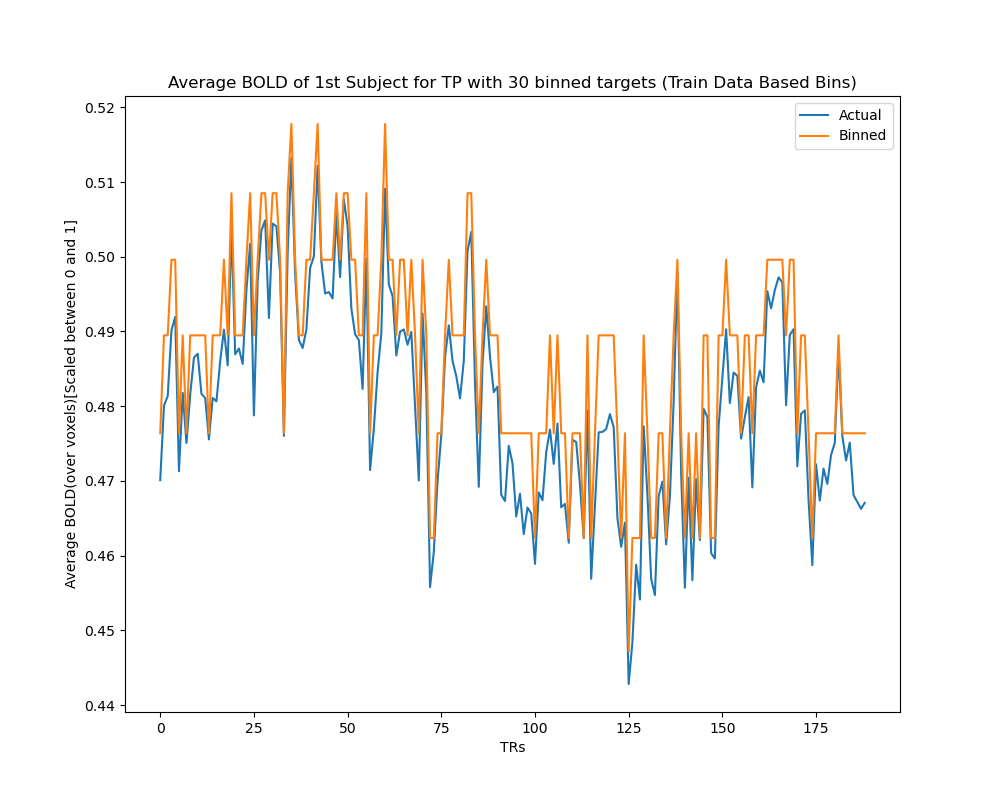 Average BOLD of 1st Subject for TP with 30 binned targets (Train Data Based Bins)
Actual
Binned
Average BOLD(over voxels)[Scaled between 0 and 1]
0.52
0.51
0.50
0.49
0.48
0.47
0.46
0.45
0.44
0 25 50 75 100 125 150 175
TRs